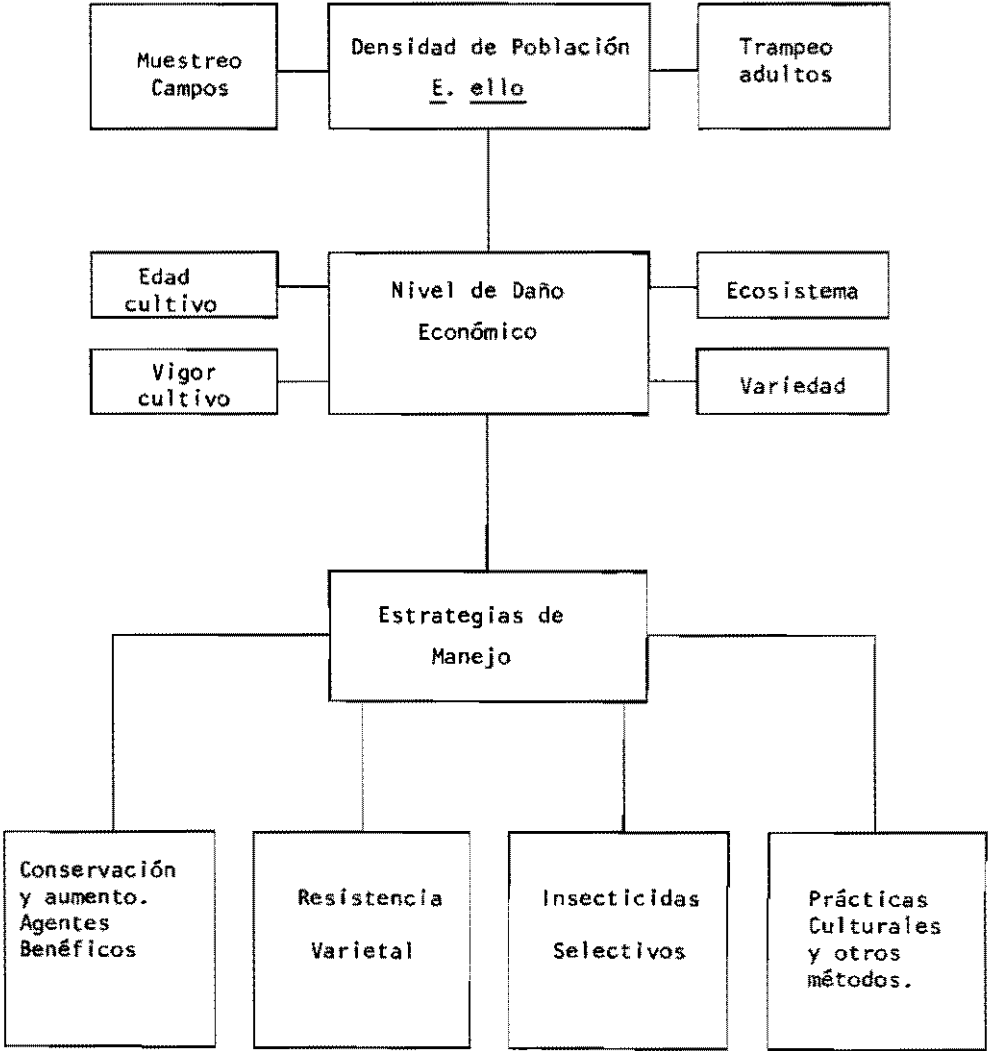 Muestreo
Campos
Densidad de Población
E. ello
Trampeo
adultos
Edad
cultivo
Vigor
cultivo
Nivel de Daño
Económico
Ecosistema
Variedad
Estrategias de
Manejo
Conservación
y aumento.
Agentes
Benéficos
Resistencia
Varietal
Insecticidas
Selectivos
Prácticas
Culturales
y otros
métodos.